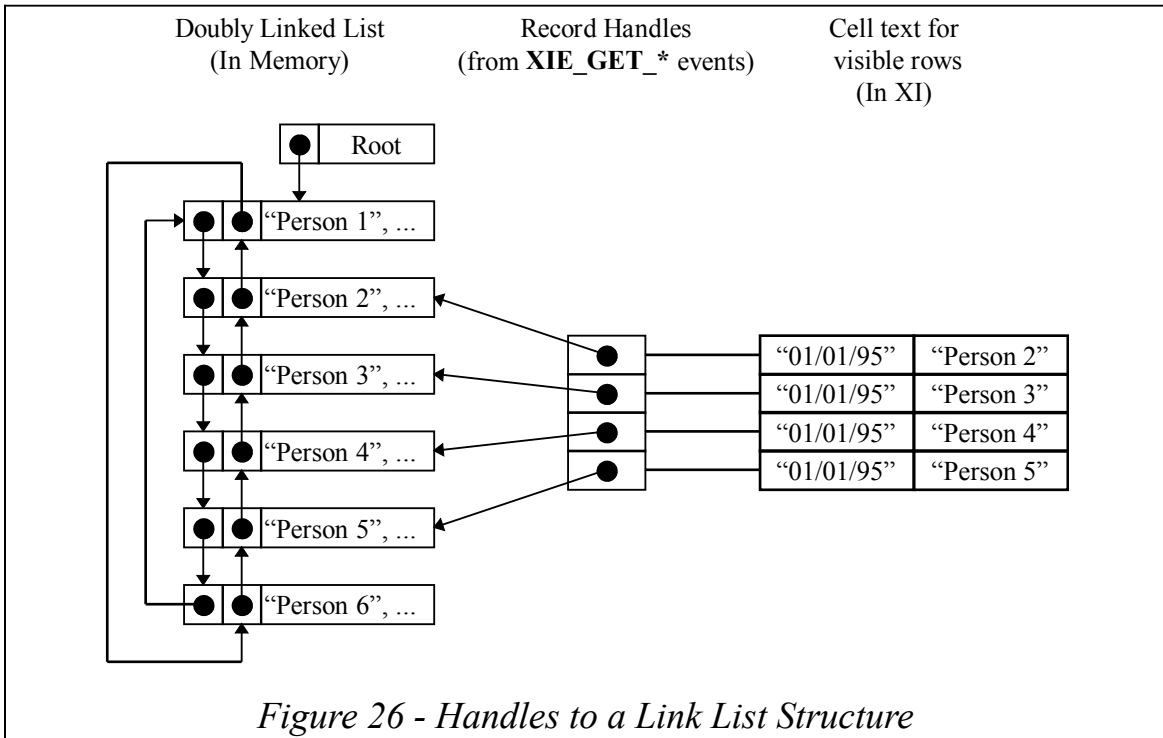 Doubly Linked List
(In Memory)
Record Handles
(from XIE_GET_* events)
Cell text for
visible rows
(In XI)
Root
“Person 1”, ...
“Person 2”, ...
“Person 3”, ...
“Person 4”, ...
“Person 5”, ...
“Person 6”, ...
“01/01/95” “Person 2”
“01/01/95” “Person 3”
“01/01/95” “Person 4”
“01/01/95” “Person 5”
Figure 26 - Handles to a Link List Structure